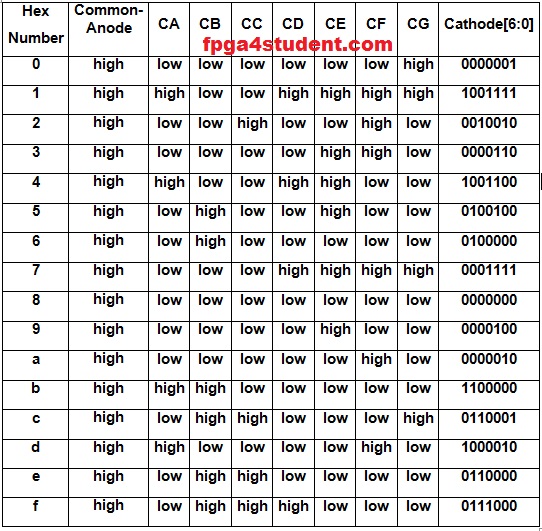 Hex Number Common-Anode CA CB CC CD CE CF CG Cathode[6:0]
fpga4student.com
0 high low low low low low low high 0000001
1 high high low low high high high high 1001111
2 high low low high low low high low 0010010
3 high low low low low high high low 0000110
4 high high low low high high low low 1001100
5 high low high low low high low low 0100100
6 high low high low low low low low 0100000
7 high low low low high high high high 0001111
8 high low low low low low low low 0000000
9 high low low low low high low low 0000100
a high low low low low low high low 0000010
b high high high low low low low low 1100000
c high low high high low low low high 0110001
d high high low low low low high low 1000010
e high low high high low low low low 0110000
f high low high high high low low low 0111000